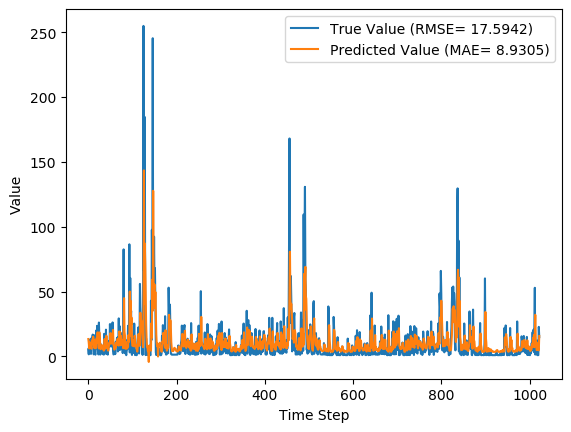 True Value (RMSE= 17.5942)
Predicted Value (MAE= 8.9305)
250
200
150
100
50
0
Value
0 200 400 600 800 1000
Time Step